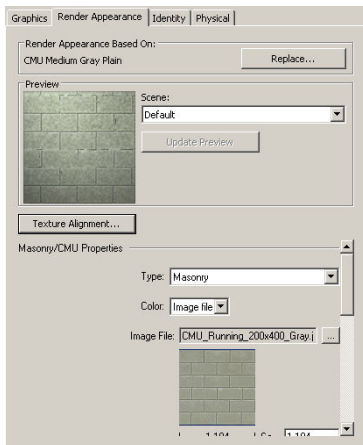 Graphics Render Appearance Identity Physical
Render Appearance Based On:
CMU Medium Gray Plain
Replace...
Preview
Scene:
Default
Update Preview
Texture Alignment...
Masonry/CMU Properties
Type: Masonry
Color: Image file
Image File: CMU_Running_200x400_Gray.j ...